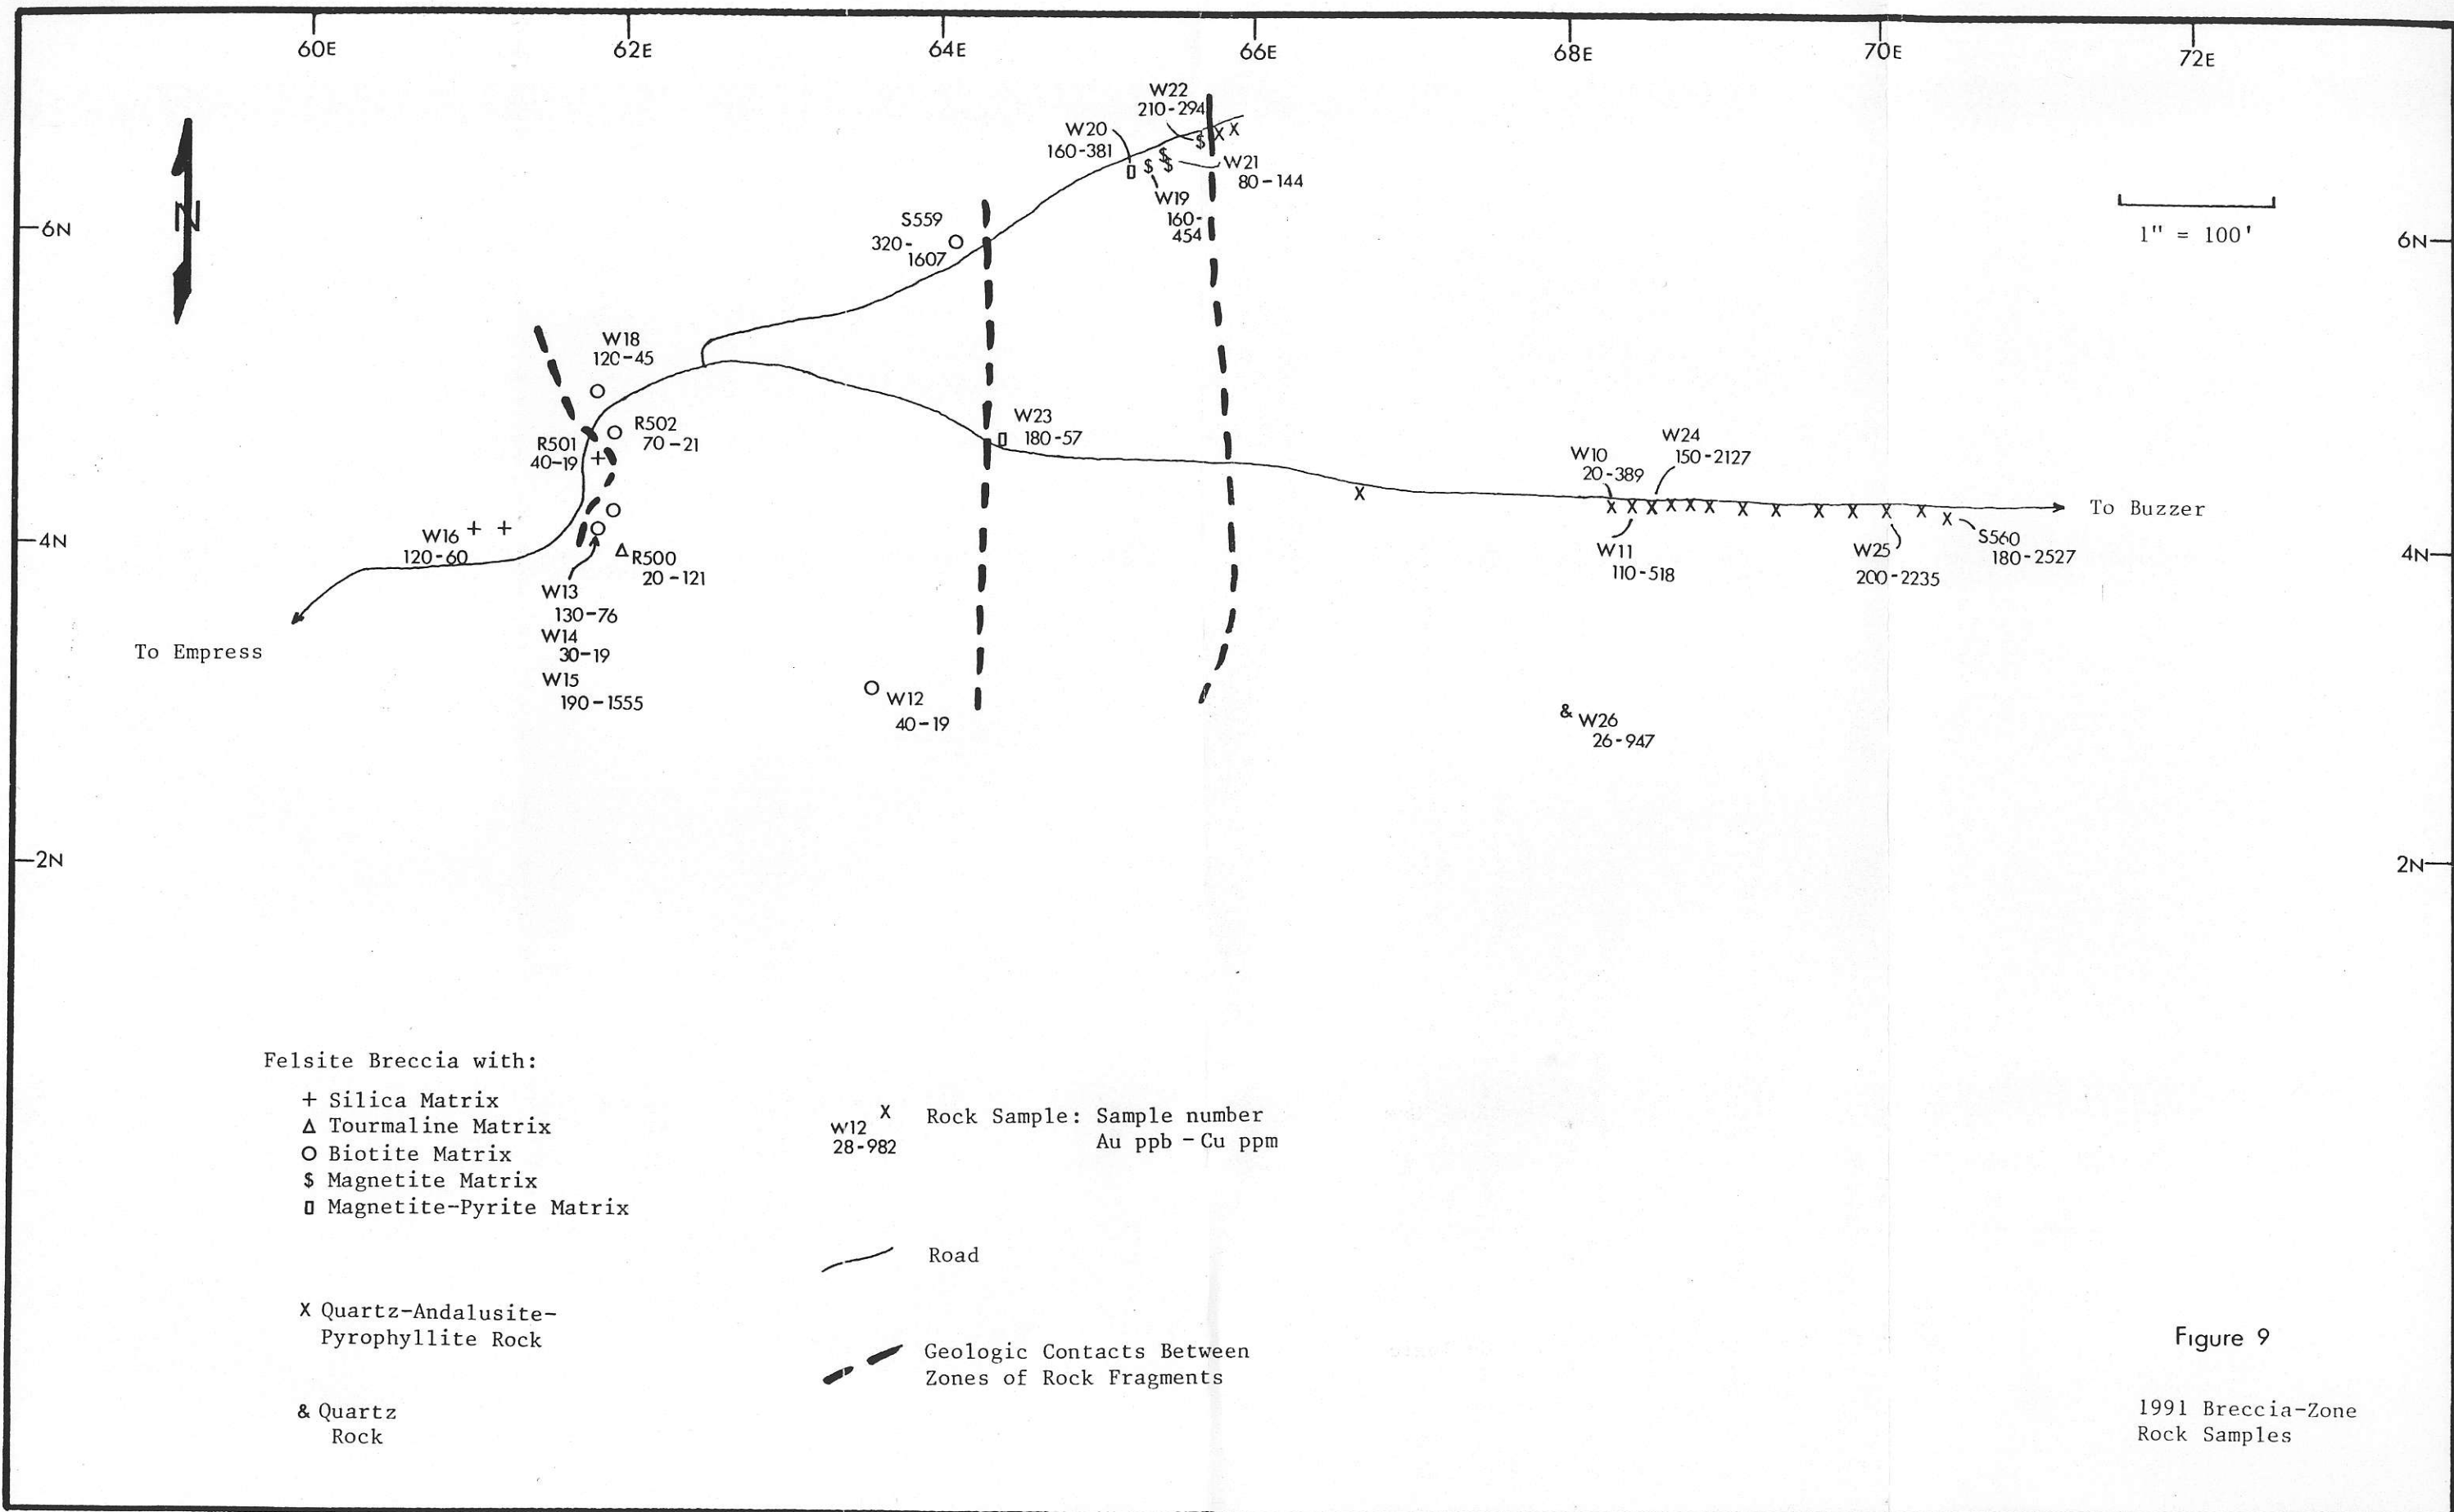 60E 62E 64E 66E 68E 70E 72E
W22
210-294
W20
160-381
X X
$
$
$ $
W21
80-144
W19
160-
454
N
6N
6N
1" = 100'
S559
320-
1607
W18
120-45
R502
70-21
R501
40-19
W23
180-57
W24
150-2127
W10
20-389
X
X X X X X X X X X X X X X
To Buzzer
W11
110-518
W25
200-2235
S560
180-2527
4N
4N
W16
120-60
R500
20-121
W13
130-76
W14
30-19
W15
190-1555
To Empress
W12
40-19
& W26
26-947
2N
2N
Felsite Breccia with:
+ Silica Matrix
Δ Tourmaline Matrix
O Biotite Matrix
$ Magnetite Matrix
▯ Magnetite-Pyrite Matrix
X Quartz-Andalusite-
Pyrophyllite Rock
& Quartz
Rock
X
W12
28-982
Rock Sample: Sample number
Au ppb - Cu ppm
Road
Geologic Contacts Between
Zones of Rock Fragments
Figure 9
1991 Breccia-Zone
Rock Samples